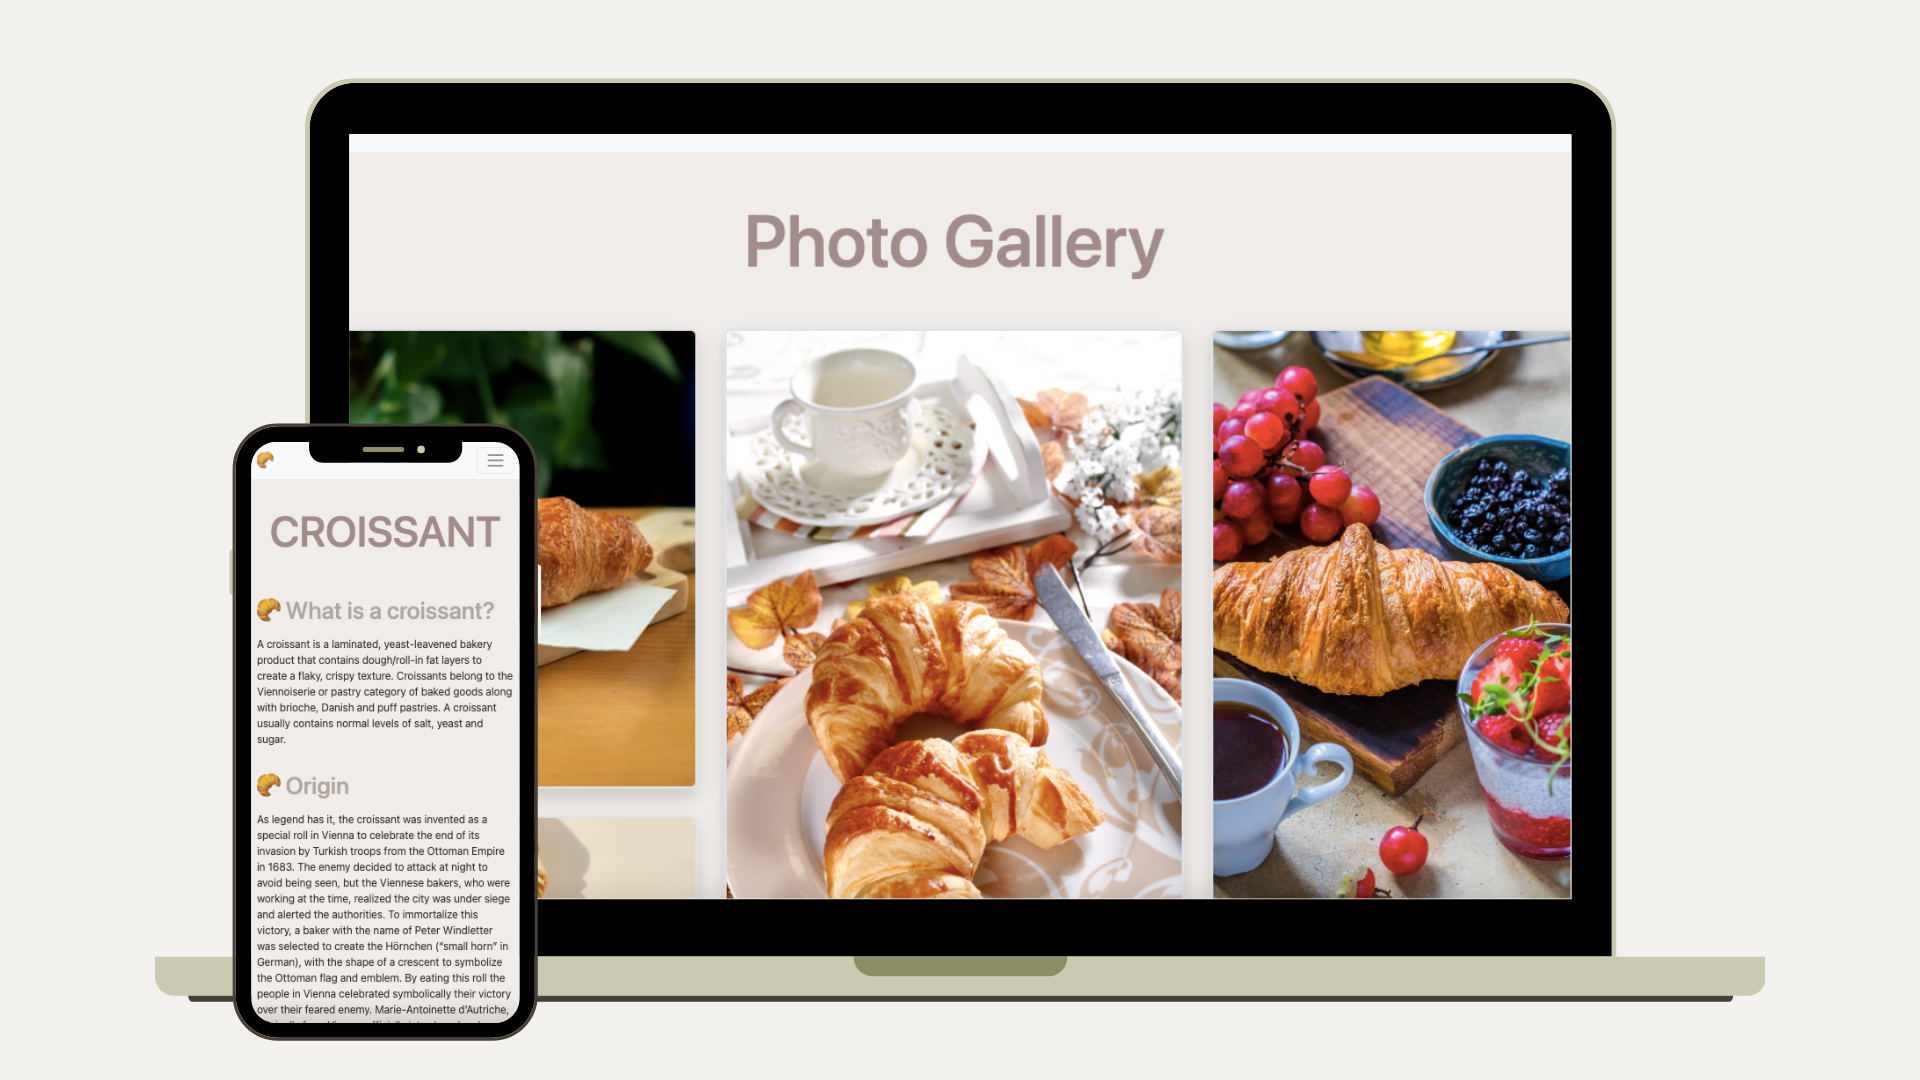 Photo Gallery
CROISSANT
What is a croissant?
A croissant is a laminated, yeast-leavened bakery
product that contains dough/roll-in fat layers to
create a flaky, crispy texture. Croissants belong to the
Viennoiserie or pastry category of baked goods along
with brioche, Danish and puff pastries. A croissant
usually contains normal levels of salt, yeast and
sugar.
Origin
As legend has it, the croissant was invented as a
special roll in Vienna to celebrate the end of its
invasion by Turkish troops from the Ottoman Empire
in 1683. The enemy decided to attack at night to
avoid being seen, but the Viennese bakers, who were
working at the time, realized the city was under siege
and alerted the authorities. To immortalize this
victory, a baker with the name of Peter Windletter
was selected to create the Hörnchen (“small horn” in
German), with the shape of a crescent to symbolize
the Ottoman flag and emblem. By eating this roll the
people in Vienna celebrated symbolically their victory
over their feared enemy. Marie-Antoinette d’Autriche,